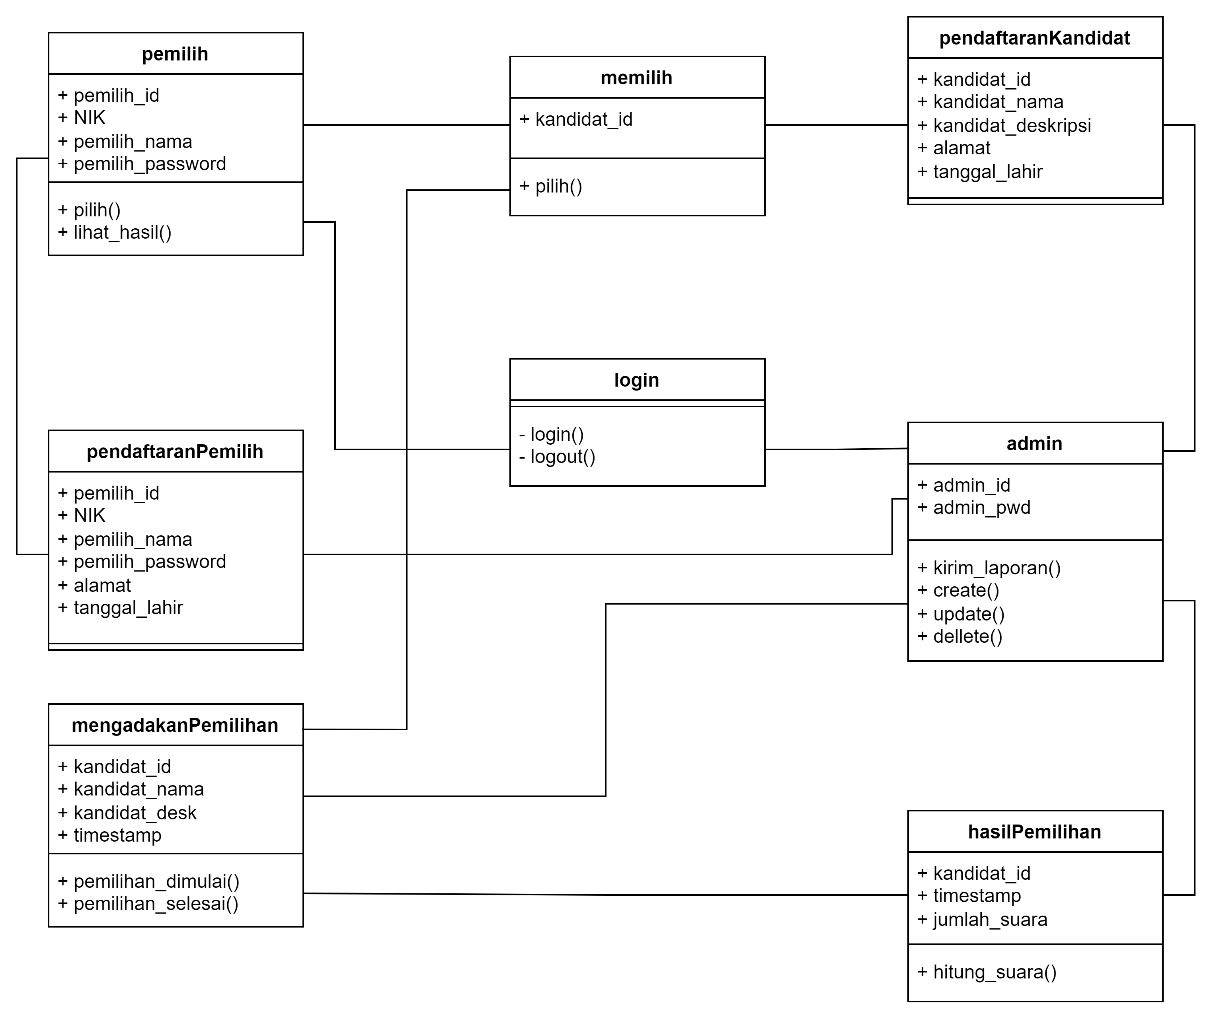 pemilih
+ pemilih_id
+ NIK
+ pemilih_nama
+ pemilih_password
+ pilih()
+ lihat_hasil()
memilih
+ kandidat_id
+ pilih()
pendaftaranKandidat
+ kandidat_id
+ kandidat_nama
+ kandidat_deskripsi
+ alamat
+ tanggal_lahir
login
- login()
- logout()
pendaftaranPemilih
+ pemilih_id
+ NIK
+ pemilih_nama
+ pemilih_password
+ alamat
+ tanggal_lahir
admin
+ admin_id
+ admin_pwd
+ kirim_laporan()
+ create()
+ update()
+ dellete()
mengadakanPemilihan
+ kandidat_id
+ kandidat_nama
+ kandidat_desk
+ timestamp
+ pemilihan_dimulai()
+ pemilihan_selesai()
hasilPemilihan
+ kandidat_id
+ timestamp
+ jumlah_suara
+ hitung_suara()